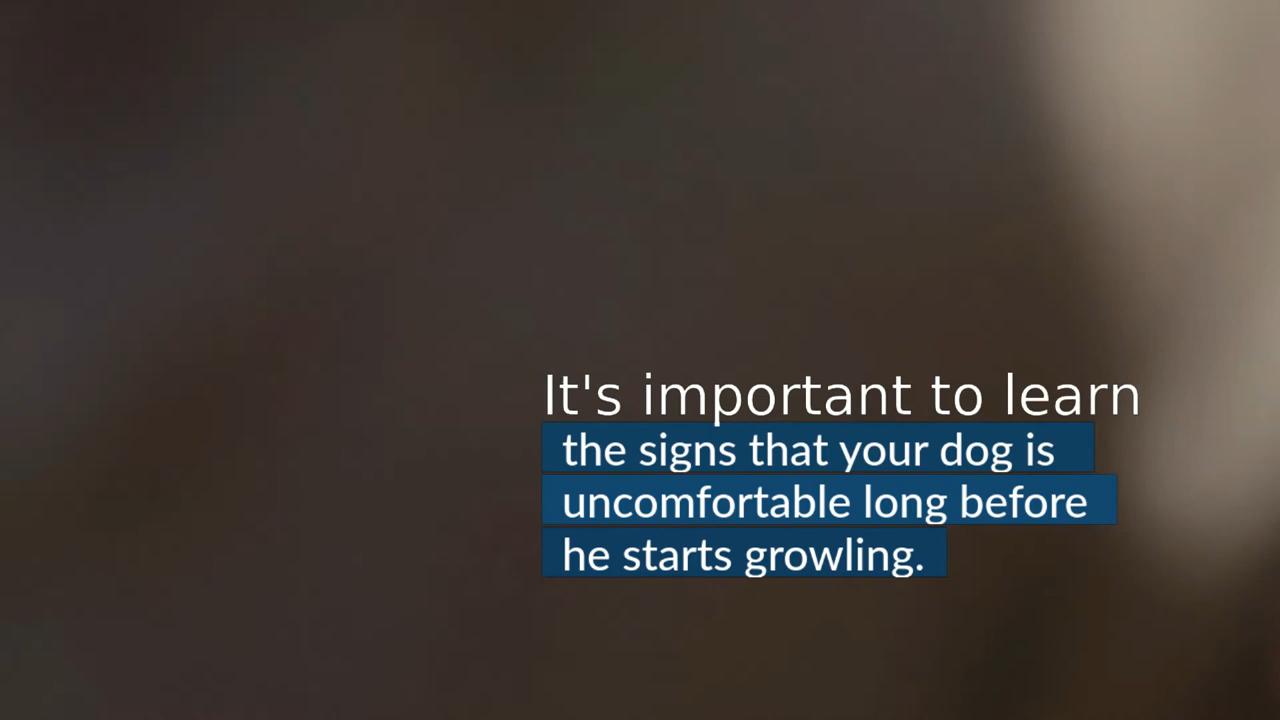 It's important to learn
the signs that your dog is
uncomfortable long before
he starts growling.